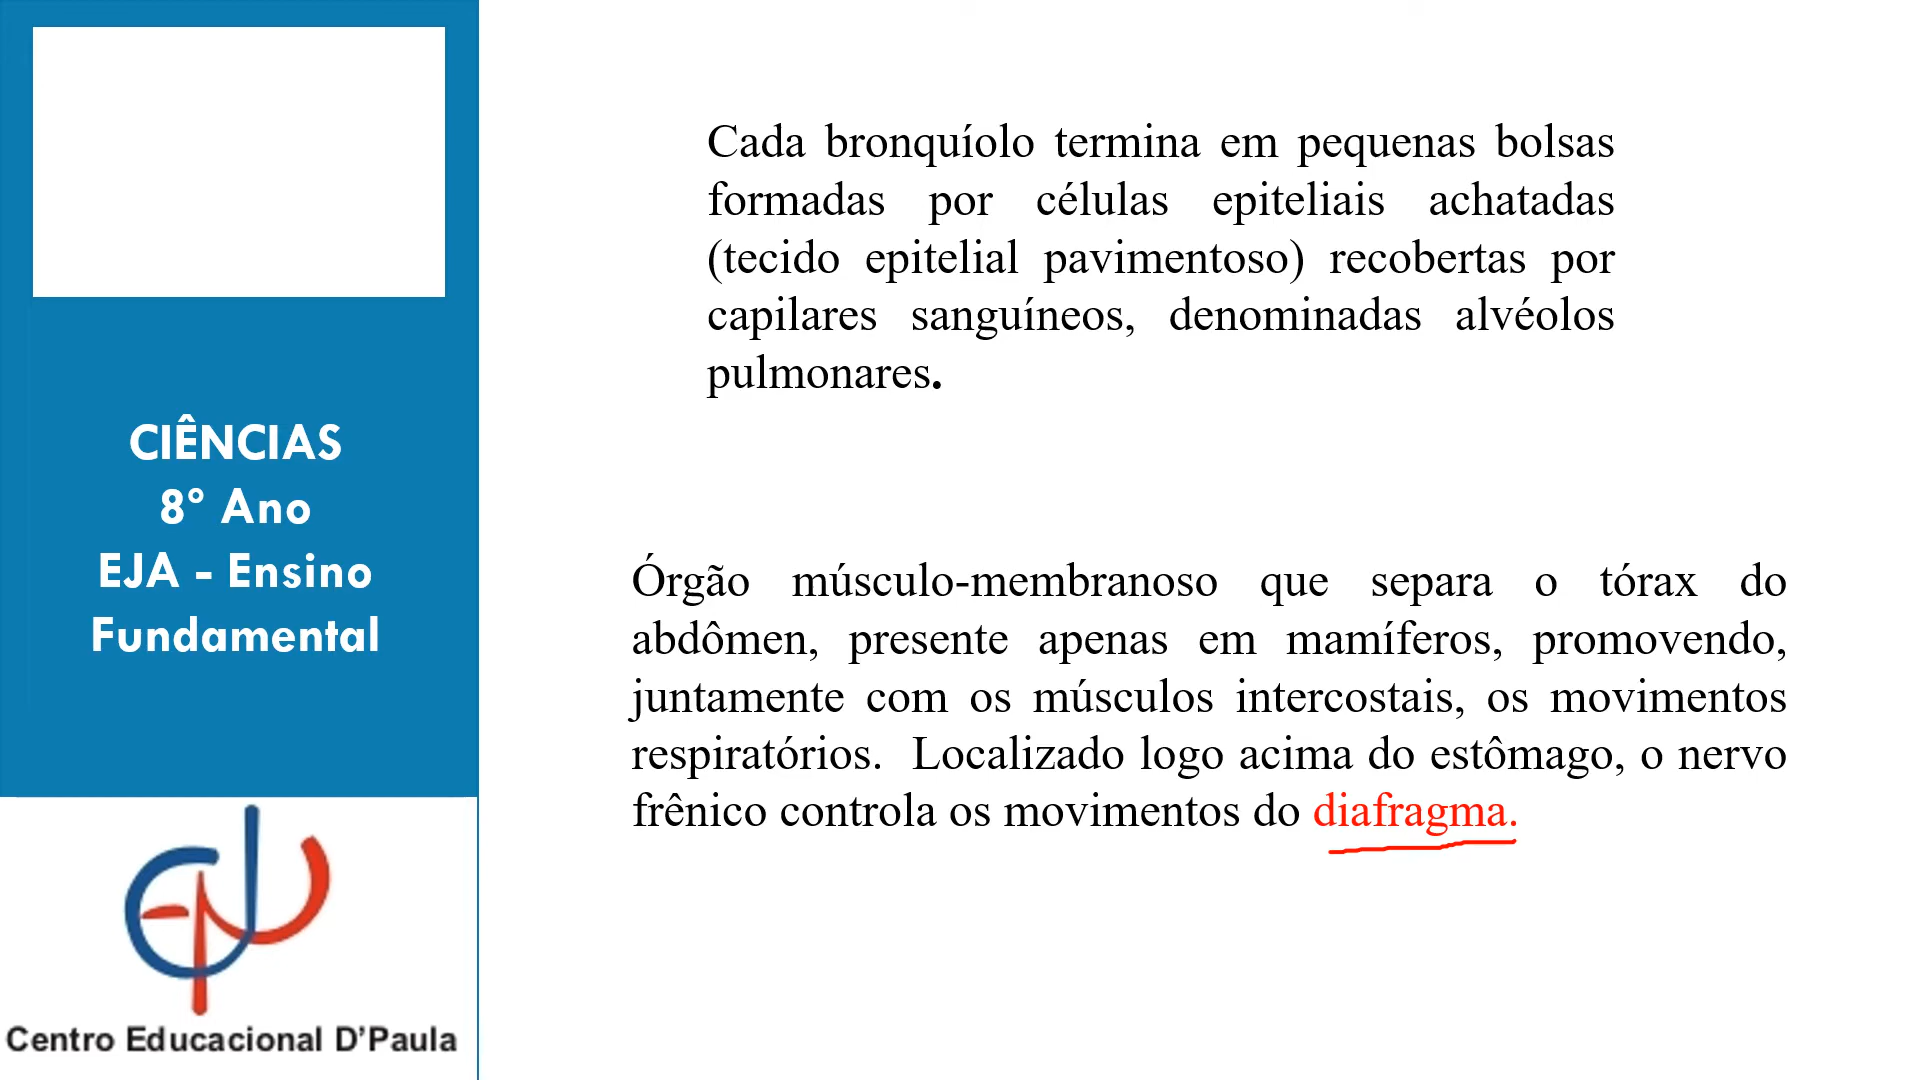 CIÊNCIAS
8º Ano
EJA - Ensino
Fundamental
Centro Educacional D'Paula
Cada bronquíolo termina em pequenas bolsas
formadas por células epiteliais achatadas
(tecido epitelial pavimentoso) recobertas por
capilares sanguíneos, denominadas alvéolos
pulmonares.
Órgão músculo-membranoso que separa o tórax do
abdômen, presente apenas em mamíferos, promovendo,
juntamente com os músculos intercostais, os movimentos
respiratórios. Localizado logo acima do estômago, o nervo
frênico controla os movimentos do diafragma.